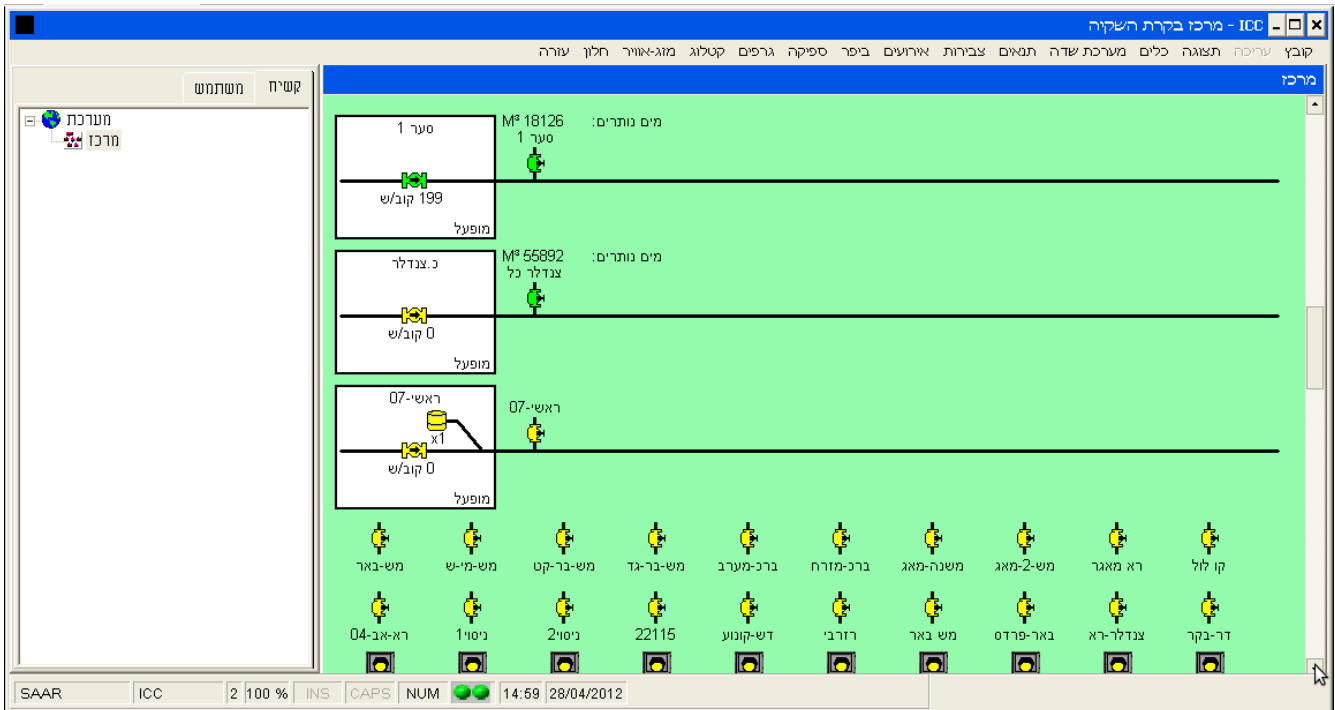 ICC - מרכז בקרת השקיה
קובץ עריכה תצוגה כלים מערכת שדה תנאים צבירות אירועים ביפר ספיקה גרפים קטלוג מזג-אוויר חלון עזרה
מרכז
קשיח משתמש
מערכת
מרכז
סער 1
מים נותרים: M³ 18126
סער 1
199 קוב/ש
מופעל
כ.צנדלר
מים נותרים: M³ 55892
צנדלר כל
0 קוב/ש
מופעל
ראשי-07
x1
ראשי-07
0 קוב/ש
מופעל
קו לול רא מאגר מש-2-מאג משנה-מאג ברכ-מזרח ברכ-מערב מש-בר-גד מש-בר-קט מש-מי-ש מש-באר
דר-בקר צנדלר-רא באר-פרדס מש באר רזרבי דש-קונוע 22115 ניסוי2 ניסוי1 רא-אב-04
SAAR ICC 2 100 % INS CAPS NUM 14:59 28/04/2012